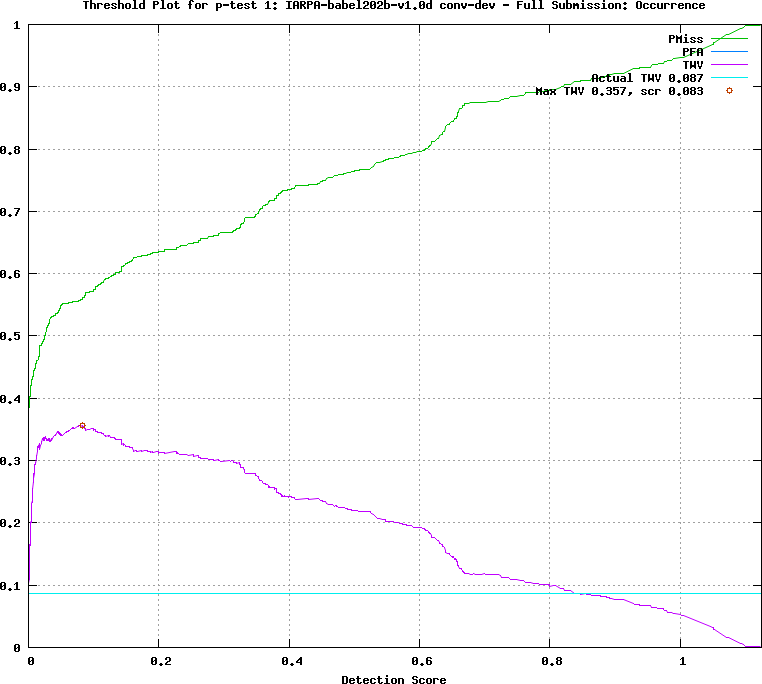 Threshold Plot for p-test 1: IARPA-babel202b-v1.0d conv-dev - Full Submission: Occurrence
PMiss
PFA
TWV
Actual TWV 0.087
Max TWV 0.357, scr 0.083
1
0.9
0.8
0.7
0.6
0.5
0.4
0.3
0.2
0.1
0
0 0.2 0.4 0.6 0.8 1
Detection Score